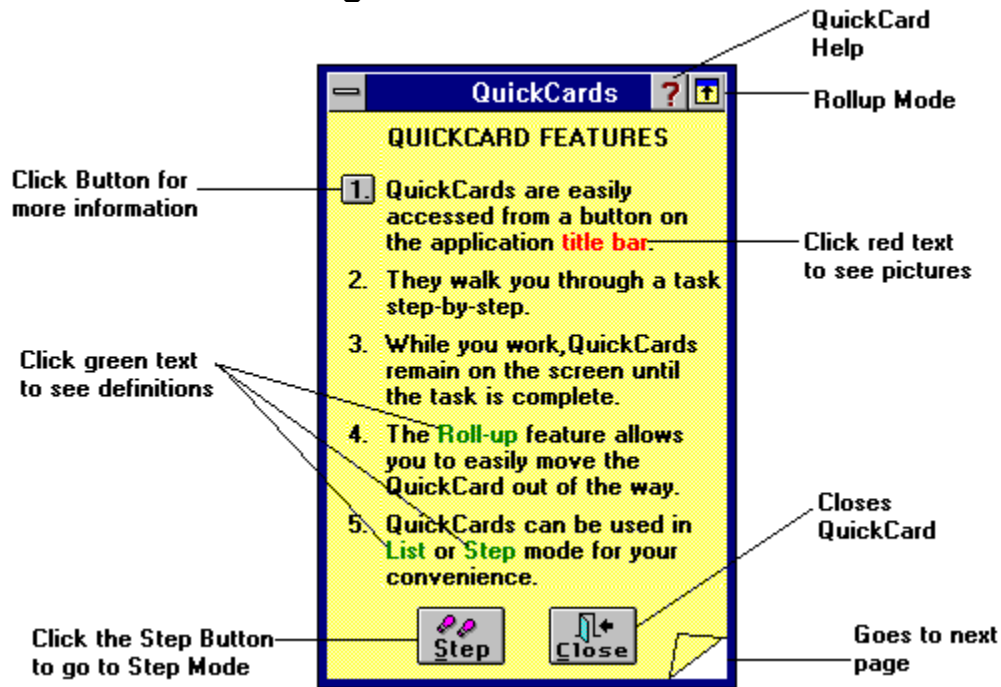 QuickCard
Help
QuickCards
?
Rollup Mode
QUICKCARD FEATURES
Click Button for
more information
1. QuickCards are easily
accessed from a button on
the application title bar.
Click red text
to see pictures
2. They walk you through a task
step-by-step.
Click green text
to see definitions
3. While you work,QuickCards
remain on the screen until
the task is complete.
4. The Roll-up feature allows
you to easily move the
QuickCard out of the way.
5. QuickCards can be used in
List or Step mode for your
convenience.
Closes
QuickCard
Click the Step Button
to go to Step Mode
Step
Close
Goes to next
page